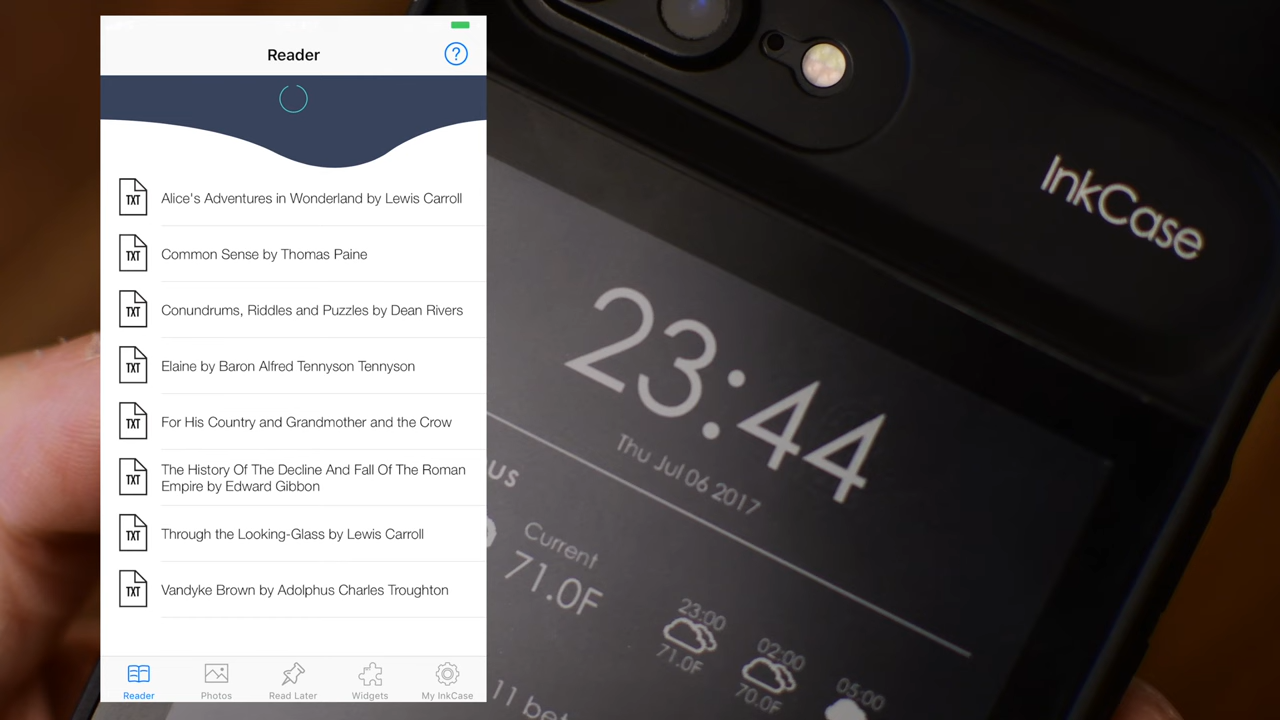 Reader
?
TXT
Alice's Adventures in Wonderland by Lewis Carroll
TXT
Common Sense by Thomas Paine
TXT
Conundrums, Riddles and Puzzles by Dean Rivers
TXT
Elaine by Baron Alfred Tennyson Tennyson
TXT
For His Country and Grandmother and the Crow
TXT
The History Of The Decline And Fall Of The Roman
Empire by Edward Gibbon
TXT
Through the Looking-Glass by Lewis Carroll
TXT
Vandyke Brown by Adolphus Charles Troughton
Reader
Photos
Read Later
Widgets
My InkCase
InkCase
23:44
Thu Jul 06 2017
US
Current
71.0F
23:00
71.0F
02:00
70.0F
05:00
11 bet